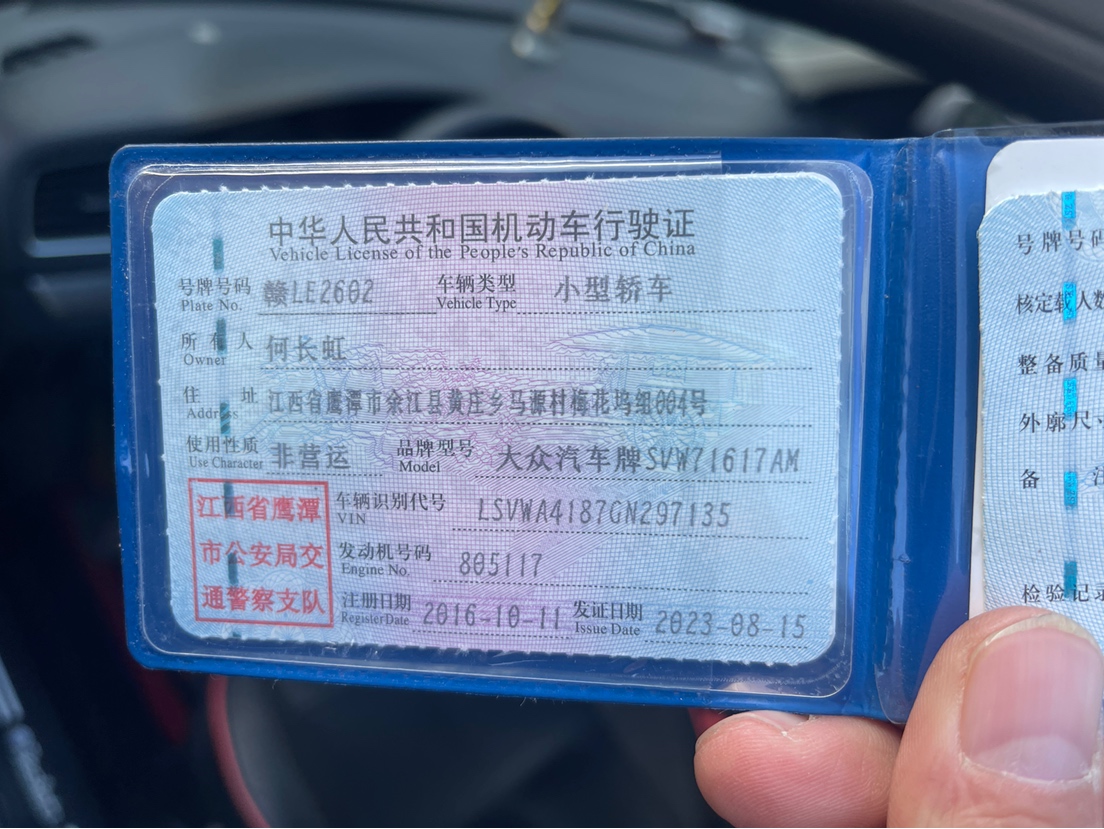 中华人民共和国机动车行驶证
Vehicle License of the People's Republic of China
号牌号码 赣LE2602 车辆类型 小型轿车
Plate No. Vehicle Type
所有人 何长虹
Owner
住址 江西省鹰潭市余江县黄庄乡马源村梅花坞组004号
Address
使用性质 非营运 品牌型号 大众汽车牌SVW71617AM
Use Character Model
江西省鹰潭
市公安局交
通警察支队
车辆识别代号 LSVWA4187GN297135
VIN
发动机号码 805117
Engine No.
注册日期 2016-10-11 发证日期 2023-08-15
Register Date Issue Date
号牌号码
核定载人数
整备质量
外廓尺寸
备注
检验记录